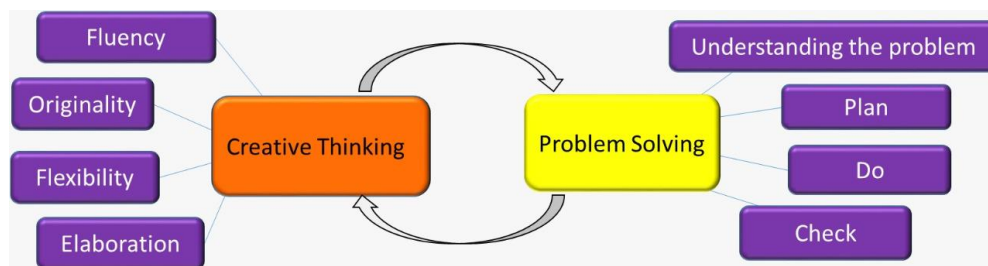 Fluency
Originality
Flexibility
Elaboration
Creative Thinking
Problem Solving
Understanding the problem
Plan
Do
Check